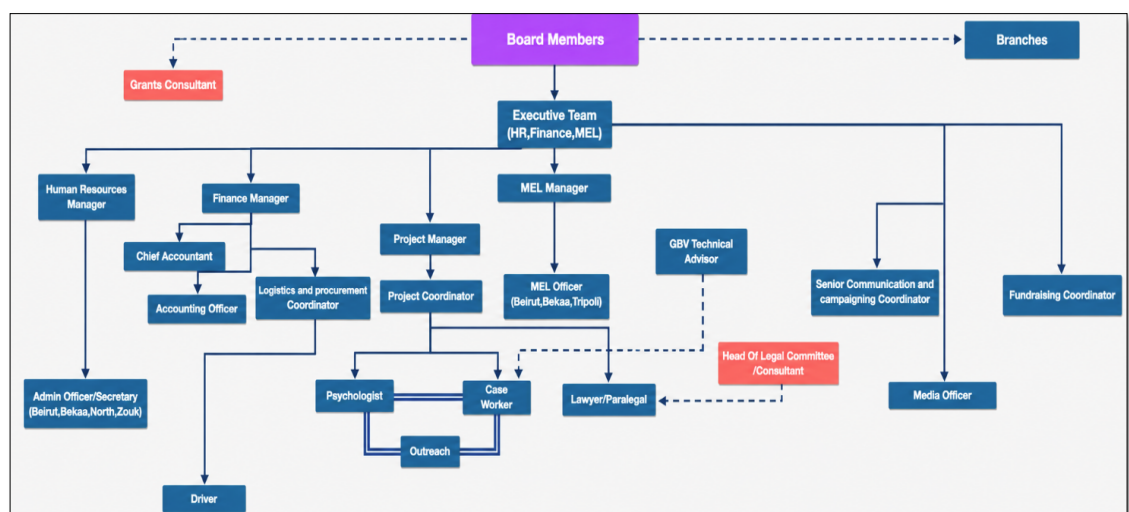 Board Members
Branches
Grants Consultant
Executive Team
(HR,Finance,MEL)
Human Resources
Manager
Finance Manager
MEL Manager
Project Manager
GBV Technical
Advisor
Chief Accountant
Accounting Officer
Logistics and procurement
Coordinator
Project Coordinator
MEL Officer
(Beirut,Bekaa,Tripoli)
Senior Communication and
campaigning Coordinator
Fundraising Coordinator
Head Of Legal Committee
/Consultant
Admin Officer/Secretary
(Beirut,Bekaa,North,Zouk)
Psychologist
Case
Worker
Lawyer/Paralegal
Media Officer
Outreach
Driver